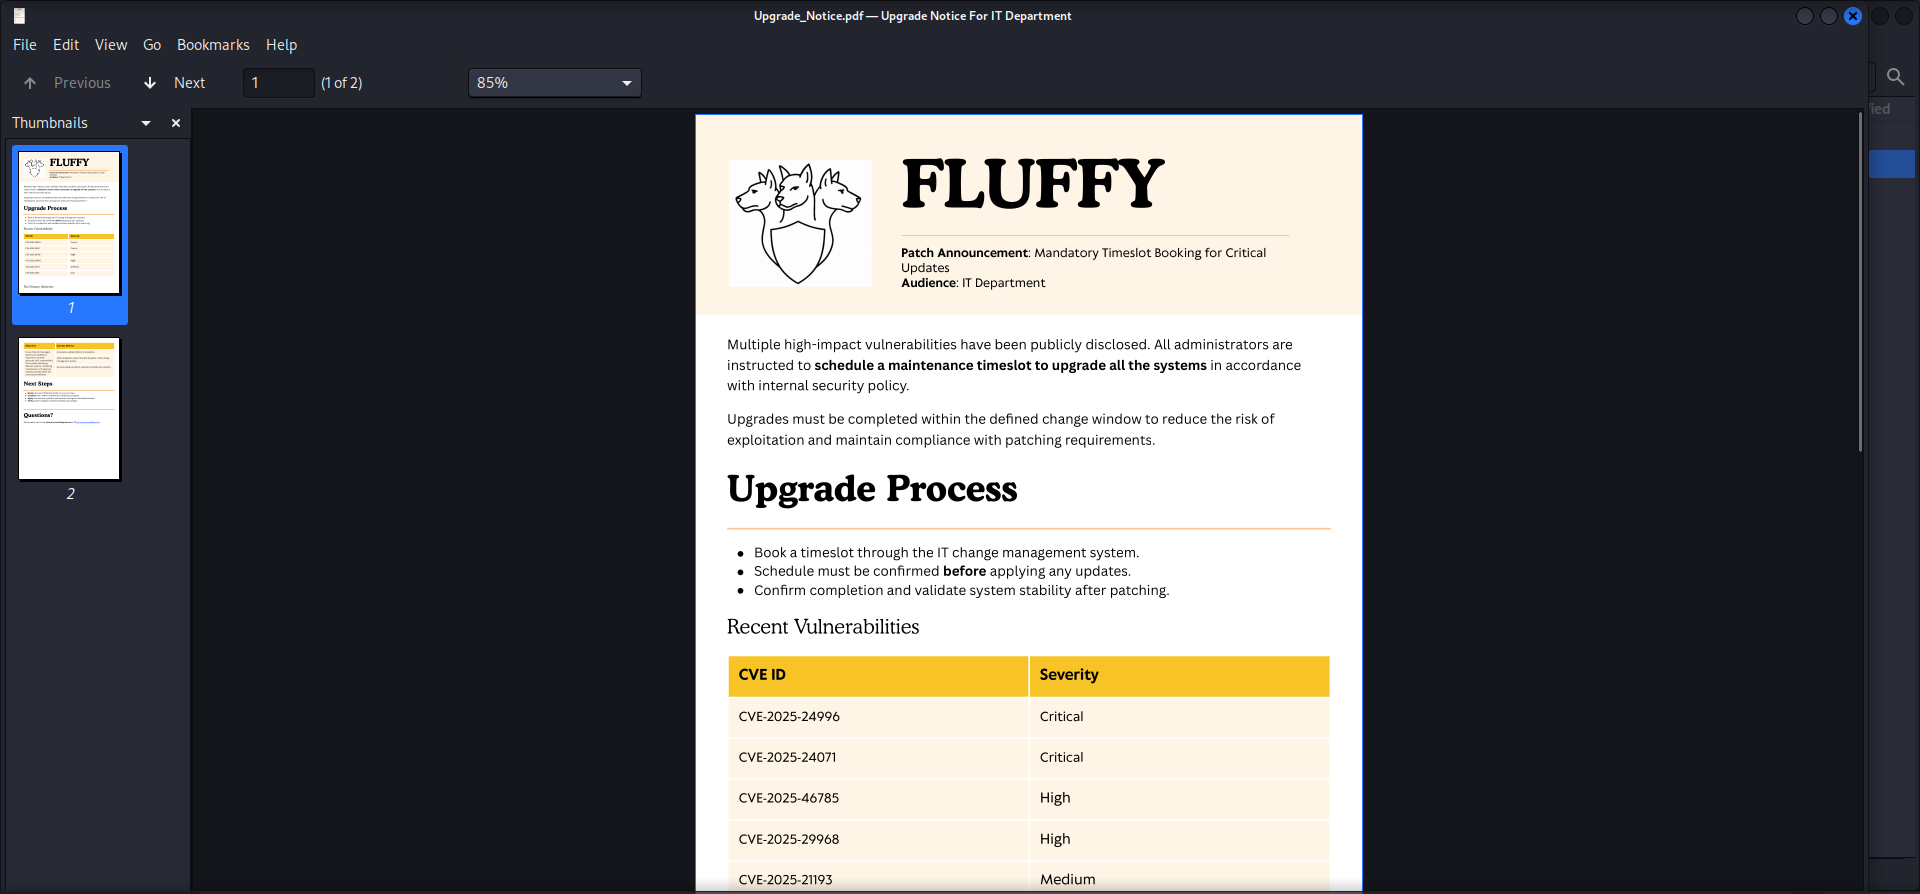 Upgrade_Notice.pdf — Upgrade Notice For IT Department
File Edit View Go Bookmarks Help
Previous Next 1 (1 of 2) 85%
Thumbnails
FLUFFY
Upgrade Process
1
Next Steps
Questions?
2
FLUFFY
Patch Announcement: Mandatory Timeslot Booking for Critical
Updates
Audience: IT Department
Multiple high-impact vulnerabilities have been publicly disclosed. All administrators are
instructed to schedule a maintenance timeslot to upgrade all the systems in accordance
with internal security policy.
Upgrades must be completed within the defined change window to reduce the risk of
exploitation and maintain compliance with patching requirements.
Upgrade Process
● Book a timeslot through the IT change management system.
● Schedule must be confirmed before applying any updates.
● Confirm completion and validate system stability after patching.
Recent Vulnerabilities
CVE ID Severity
CVE-2025-24996 Critical
CVE-2025-24071 Critical
CVE-2025-46785 High
CVE-2025-29968 High
CVE-2025-21193 Medium